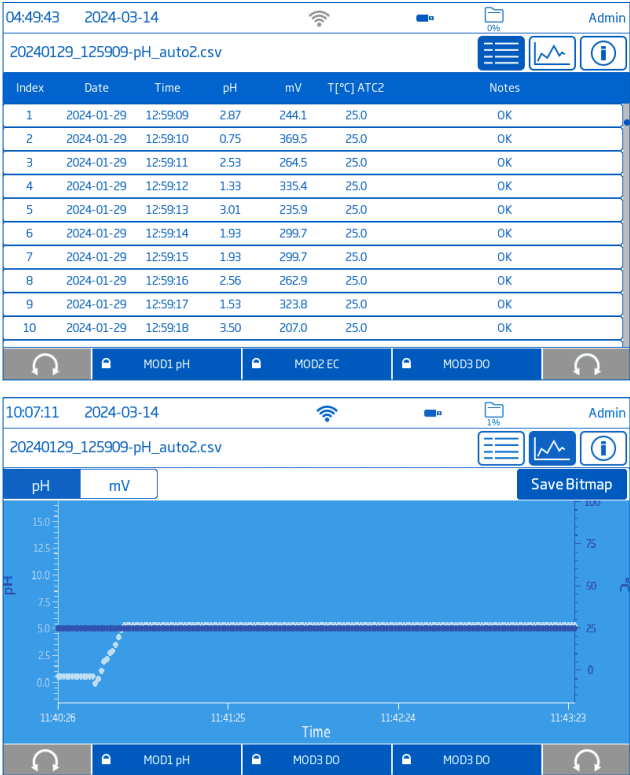 04:49:43 2024-03-14 0% Admin
20240129_125909-pH_auto2.csv
Index Date Time pH mV T[°C] ATC2 Notes
1 2024-01-29 12:59:09 2.87 244.1 25.0 OK
2 2024-01-29 12:59:10 0.75 369.5 25.0 OK
3 2024-01-29 12:59:11 2.53 264.5 25.0 OK
4 2024-01-29 12:59:12 1.33 335.4 25.0 OK
5 2024-01-29 12:59:13 3.01 235.9 25.0 OK
6 2024-01-29 12:59:14 1.93 299.7 25.0 OK
7 2024-01-29 12:59:15 1.93 299.7 25.0 OK
8 2024-01-29 12:59:16 2.56 262.9 25.0 OK
9 2024-01-29 12:59:17 1.53 323.8 25.0 OK
10 2024-01-29 12:59:18 3.50 207.0 25.0 OK
MOD1 pH MOD2 EC MOD3 DO
10:07:11 2024-03-14 1% Admin
20240129_125909-pH_auto2.csv
pH mV Save Bitmap
100
15.0
75
12.5
10.0
pH 50 °C
7.5
5.0 25
2.5
0
0.0
11:40:26 11:41:25 11:42:24 11:43:23
Time
MOD1 pH MOD3 DO MOD3 DO